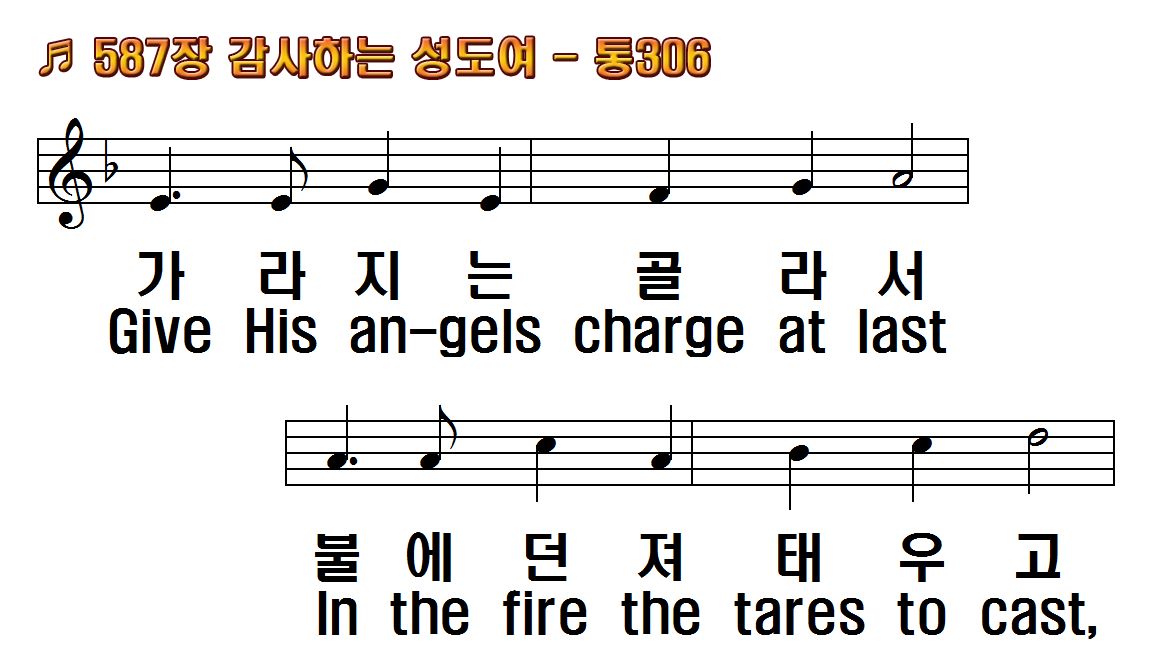 ♬ 587장 감사하는 성도여 - 통306
가 라 지 는 골 라 서
Give His an-gels charge at last
불 에 던 져 태 우 고
In the fire the tares to cast,